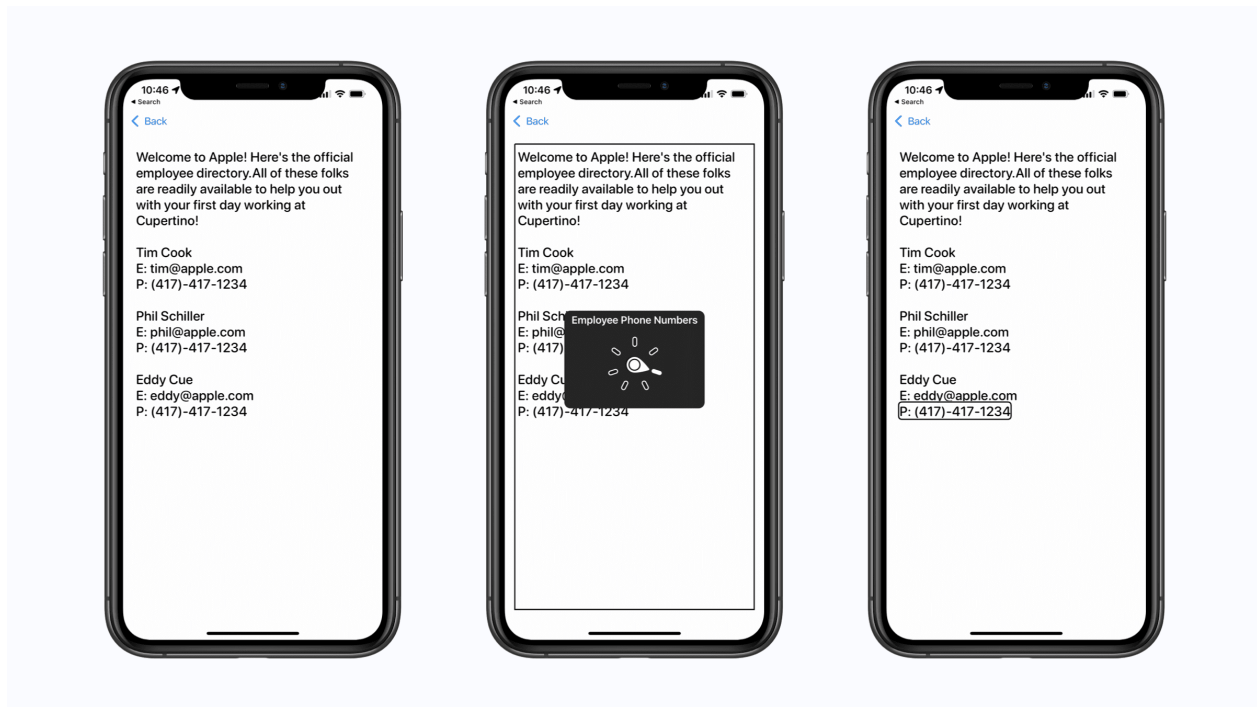 10:46
◀ Search
Back
Welcome to Apple! Here's the official
employee directory.All of these folks
are readily available to help you out
with your first day working at
Cupertino!
Tim Cook
E: tim@apple.com
P: (417)-417-1234
Phil Schiller
E: phil@apple.com
P: (417)-417-1234
Eddy Cue
E: eddy@apple.com
P: (417)-417-1234
10:46
◀ Search
Back
Welcome to Apple! Here's the official
employee directory.All of these folks
are readily available to help you out
with your first day working at
Cupertino!
Tim Cook
E: tim@apple.com
P: (417)-417-1234
Phil Sch
E: phil@
P: (417)
Employee Phone Numbers
Eddy Cu
E: eddy@apple.com
P: (417)-417-1234
10:46
◀ Search
Back
Welcome to Apple! Here's the official
employee directory.All of these folks
are readily available to help you out
with your first day working at
Cupertino!
Tim Cook
E: tim@apple.com
P: (417)-417-1234
Phil Schiller
E: phil@apple.com
P: (417)-417-1234
Eddy Cue
E: eddy@apple.com
P: (417)-417-1234